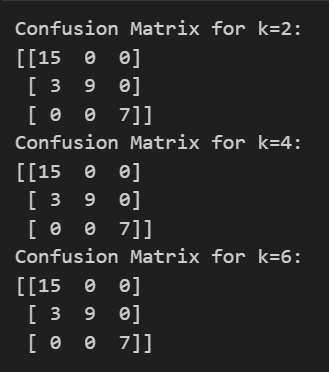 Confusion Matrix for k=2:
[[15  0  0]
 [ 3  9  0]
 [ 0  0  7]]
Confusion Matrix for k=4:
[[15  0  0]
 [ 3  9  0]
 [ 0  0  7]]
Confusion Matrix for k=6:
[[15  0  0]
 [ 3  9  0]
 [ 0  0  7]]